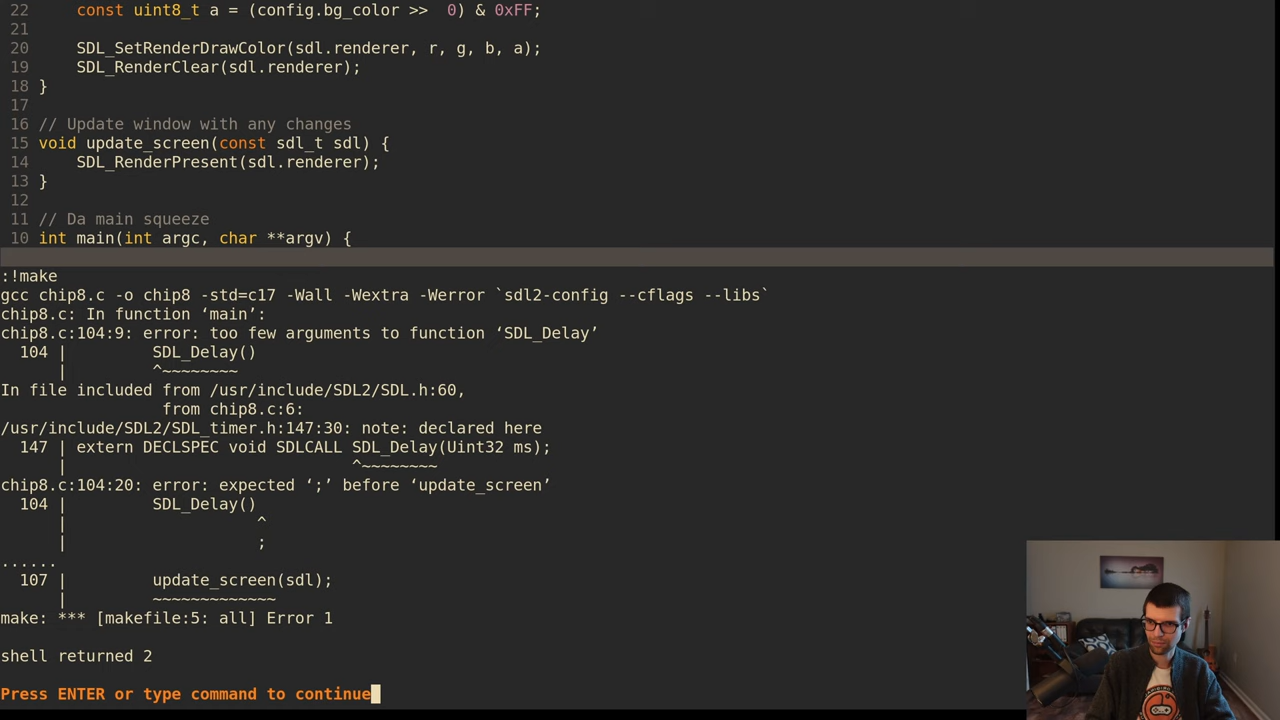 22     const uint8_t a = (config.bg_color >>  0) & 0xFF;
21
20     SDL_SetRenderDrawColor(sdl.renderer, r, g, b, a);
19     SDL_RenderClear(sdl.renderer);
18 }
17
16 // Update window with any changes
15 void update_screen(const sdl_t sdl) {
14     SDL_RenderPresent(sdl.renderer);
13 }
12
11 // Da main squeeze
10 int main(int argc, char **argv) {
:!make
gcc chip8.c -o chip8 -std=c17 -Wall -Wextra -Werror `sdl2-config --cflags --libs`
chip8.c: In function ‘main’:
chip8.c:104:9: error: too few arguments to function ‘SDL_Delay’
  104 |         SDL_Delay()
      |         ^~~~~~~~~
In file included from /usr/include/SDL2/SDL.h:60,
                 from chip8.c:6:
/usr/include/SDL2/SDL_timer.h:147:30: note: declared here
  147 | extern DECLSPEC void SDLCALL SDL_Delay(Uint32 ms);
      |                              ^~~~~~~~~
chip8.c:104:20: error: expected ‘;’ before ‘update_screen’
  104 |         SDL_Delay()
      |                    ^
      |                    ;
......
  107 |         update_screen(sdl);
      |         ~~~~~~~~~~~~~
make: *** [makefile:5: all] Error 1
shell returned 2
Press ENTER or type command to continue